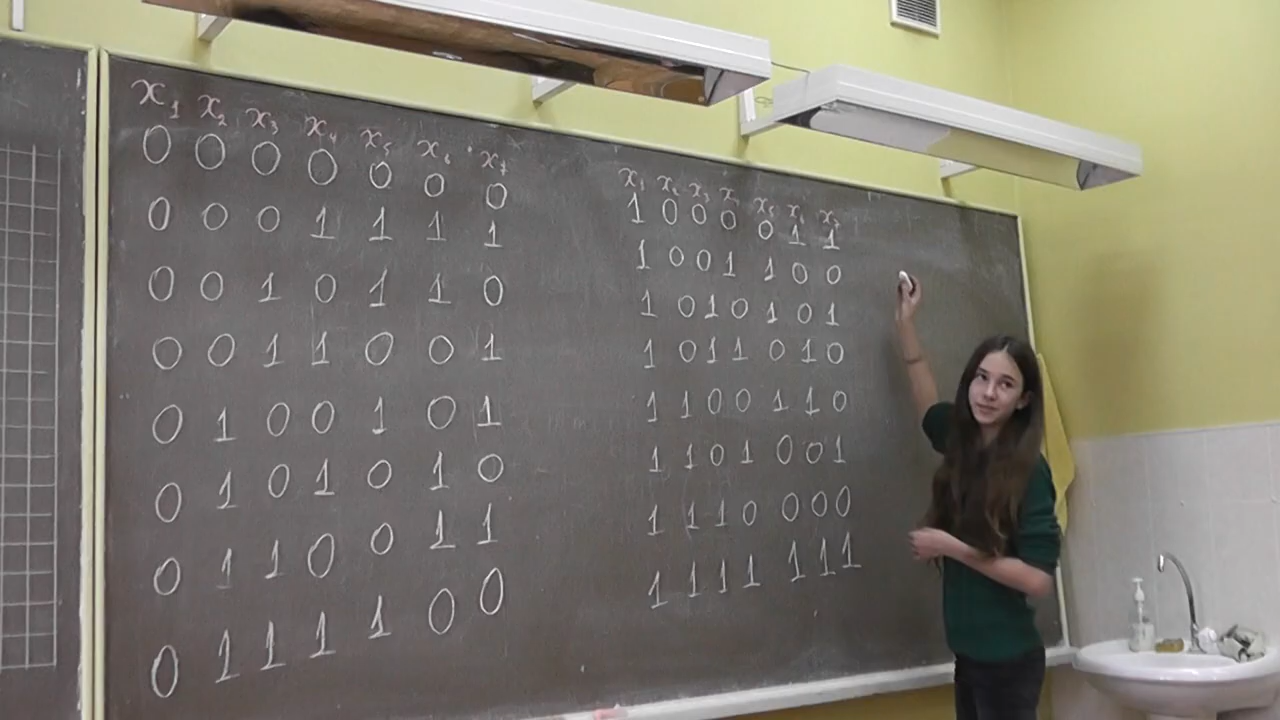 x₁ x₂ x₃ x₄ x₅ x₆ x₇
0 0 0 0 0 0 0
0 0 0 1 1 1 1
0 0 1 0 1 1 0
0 0 1 1 0 0 1
0 1 0 0 1 0 1
0 1 0 1 0 1 0
0 1 1 0 0 1 1
0 1 1 1 1 0 0
x₁ x₂ x₃ x₄ x₅ x₆ x₇
1 0 0 0 0 1 1
1 0 0 1 1 0 0
1 0 1 0 1 0 1
1 0 1 1 0 1 0
1 1 0 0 1 1 0
1 1 0 1 0 0 1
1 1 1 0 0 0 0
1 1 1 1 1 1 1